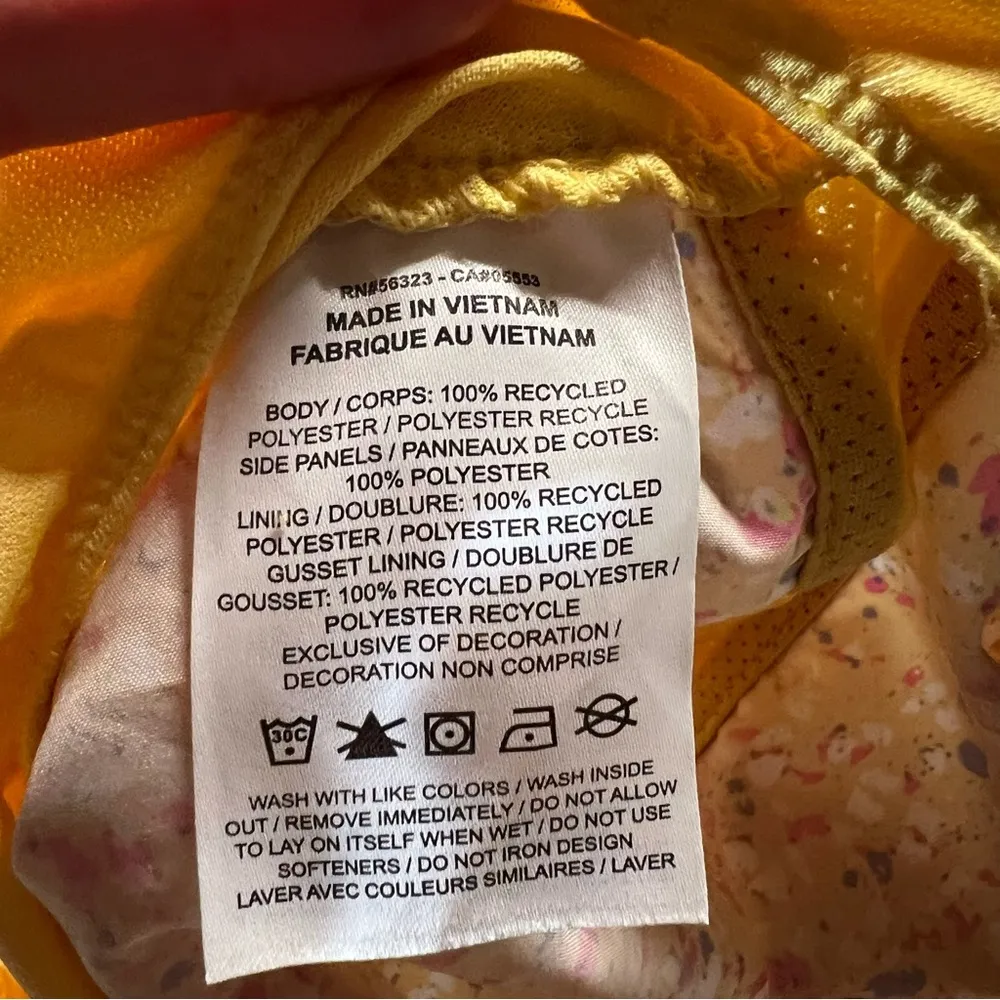 RN#56323 - CA#05553
MADE IN VIETNAM
FABRIQUE AU VIETNAM
BODY / CORPS: 100% RECYCLED
POLYESTER / POLYESTER RECYCLE
SIDE PANELS / PANNEAUX DE COTES:
100% POLYESTER
LINING / DOUBLURE: 100% RECYCLED
POLYESTER / POLYESTER RECYCLE
GUSSET LINING / DOUBLURE DE
GOUSSET: 100% RECYCLED POLYESTER /
POLYESTER RECYCLE
EXCLUSIVE OF DECORATION /
DECORATION NON COMPRISE
30C
WASH WITH LIKE COLORS / WASH INSIDE
OUT / REMOVE IMMEDIATELY / DO NOT ALLOW
TO LAY ON ITSELF WHEN WET / DO NOT USE
SOFTENERS / DO NOT IRON DESIGN
LAVER AVEC COULEURS SIMILAIRES / LAVER